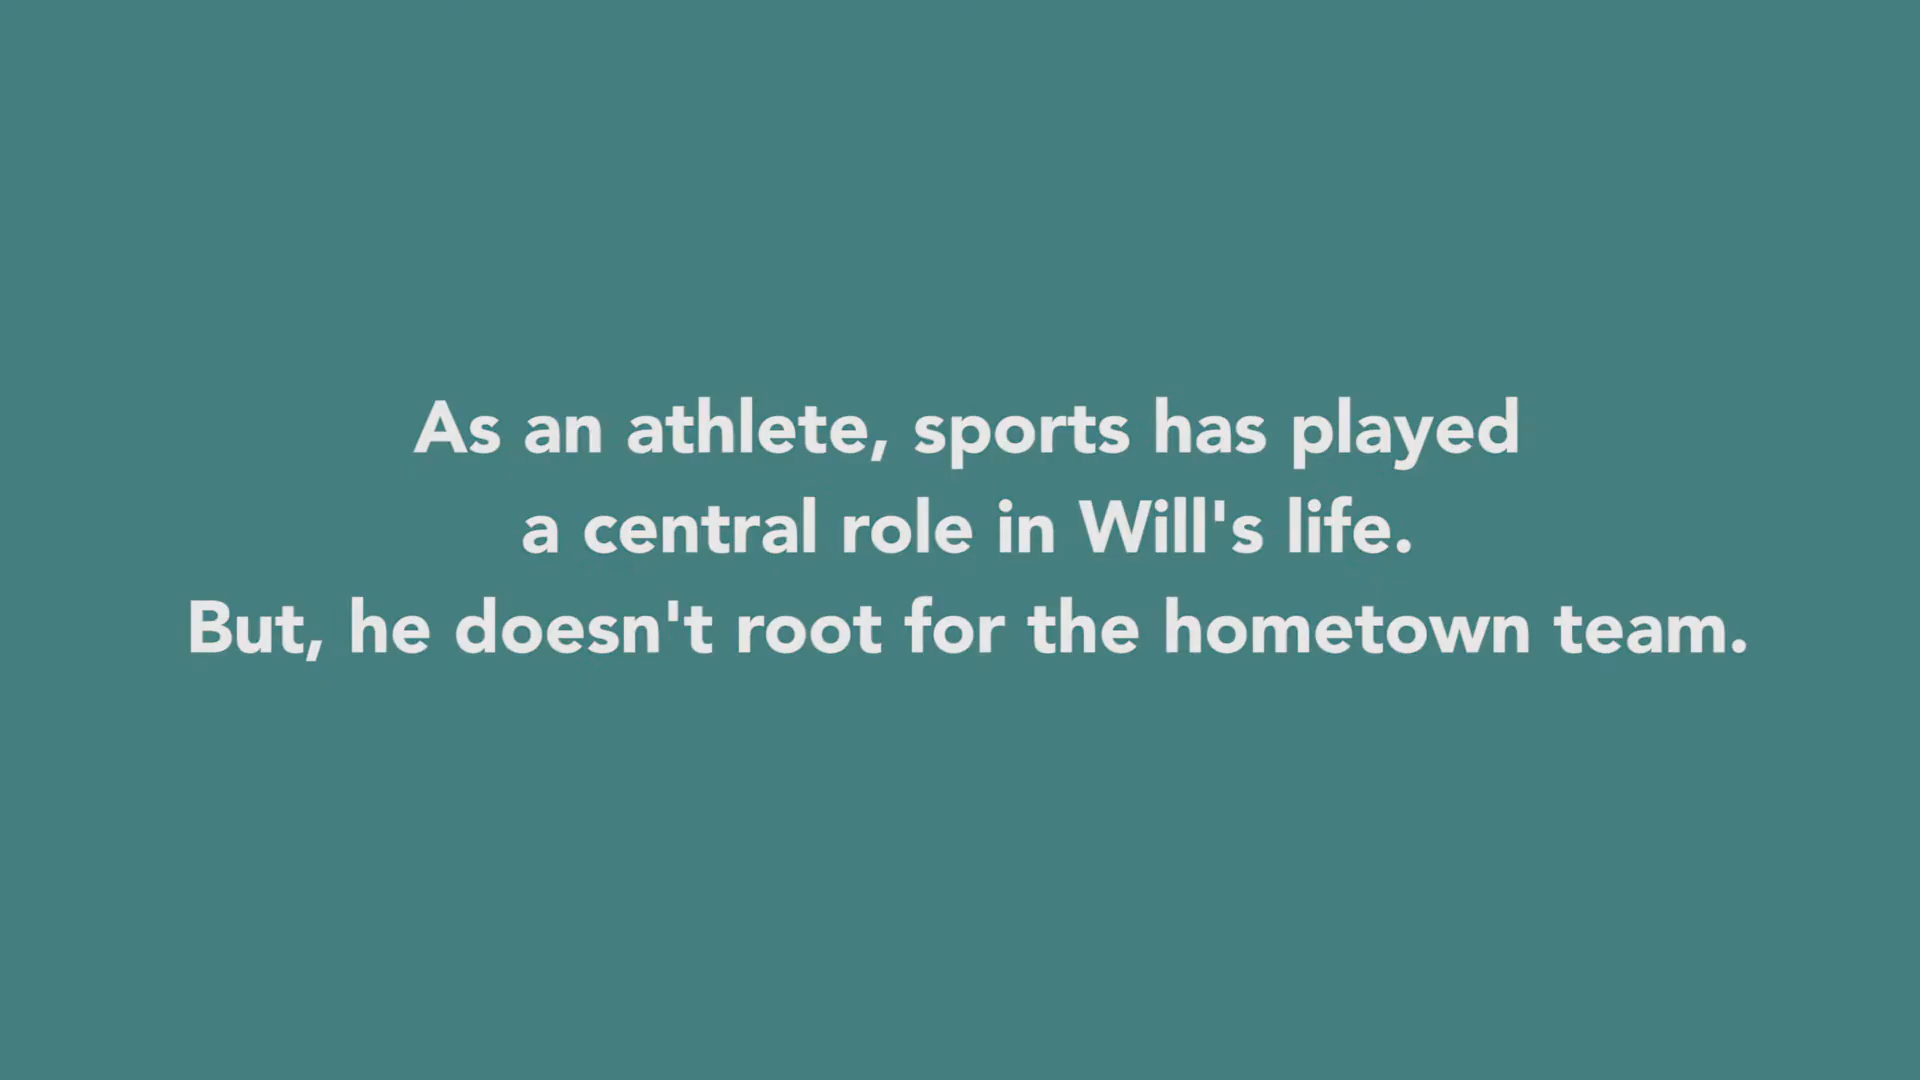 As an athlete, sports has played
a central role in Will's life.
But, he doesn't root for the hometown team.